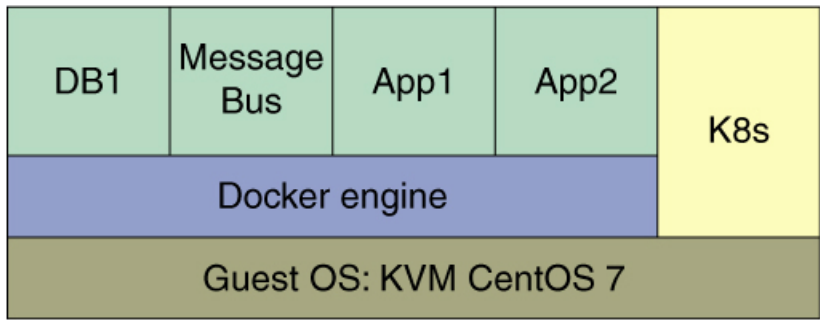 DB1
Message
Bus
App1
App2
K8s
Docker engine
Guest OS: KVM CentOS 7